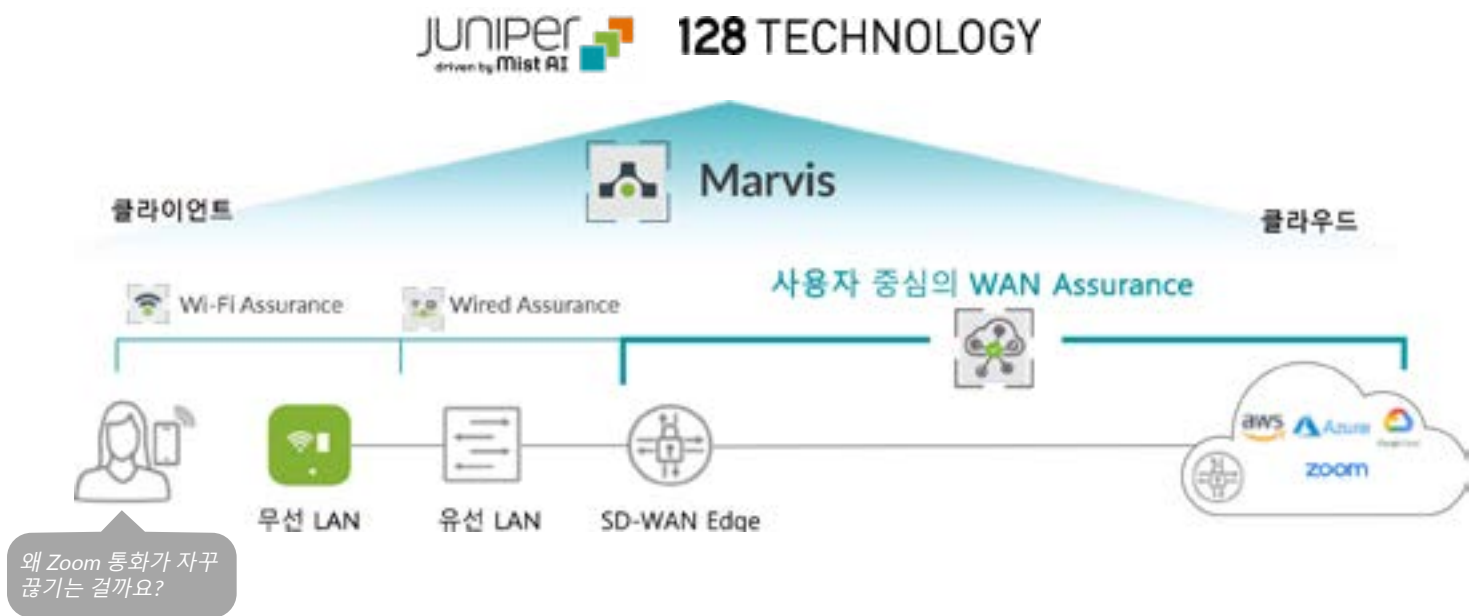 JUNIPer
driven by Mist AI
128 TECHNOLOGY
Marvis
클라이언트
클라우드
사용자 중심의 WAN Assurance
Wi-Fi Assurance
Wired Assurance
aws
Azure
zoom
무선 LAN
유선 LAN
SD-WAN Edge
왜 Zoom 통화가 자꾸
끊기는 걸까요?